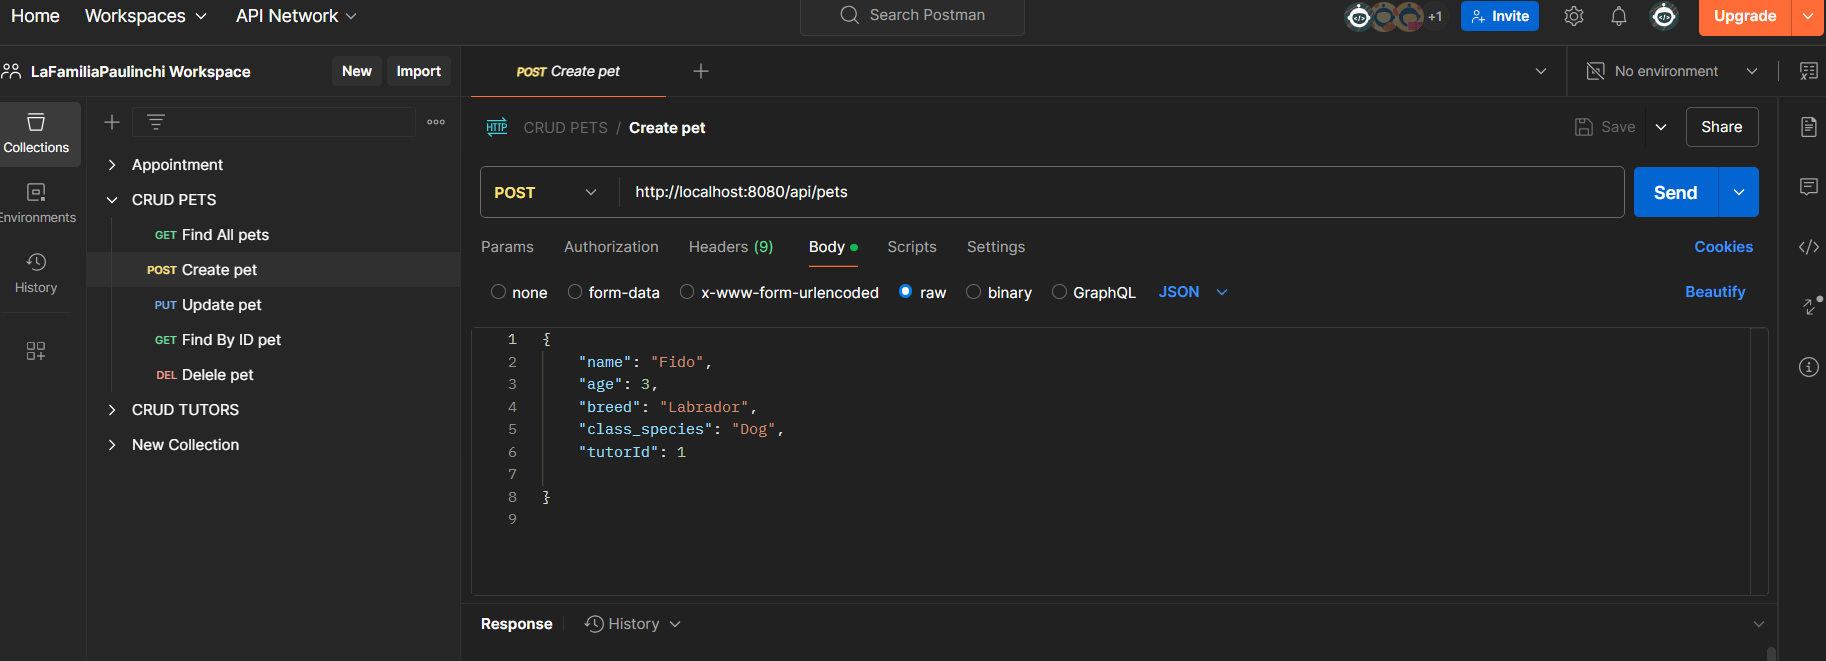 Home Workspaces API Network Search Postman +1 Invite Upgrade
LaFamiliaPaulinchi Workspace New Import POST Create pet No environment
Collections
Environments
History
Appointment
CRUD PETS
GET Find All pets
POST Create pet
PUT Update pet
GET Find By ID pet
DEL Delele pet
CRUD TUTORS
New Collection
HTTP CRUD PETS / Create pet Save Share
POST http://localhost:8080/api/pets Send
Params Authorization Headers (9) Body Scripts Settings Cookies
none form-data x-www-form-urlencoded raw binary GraphQL JSON Beautify
1 {
2 "name": "Fido",
3 "age": 3,
4 "breed": "Labrador",
5 "class_species": "Dog",
6 "tutorId": 1
7
8 }
9
Response History